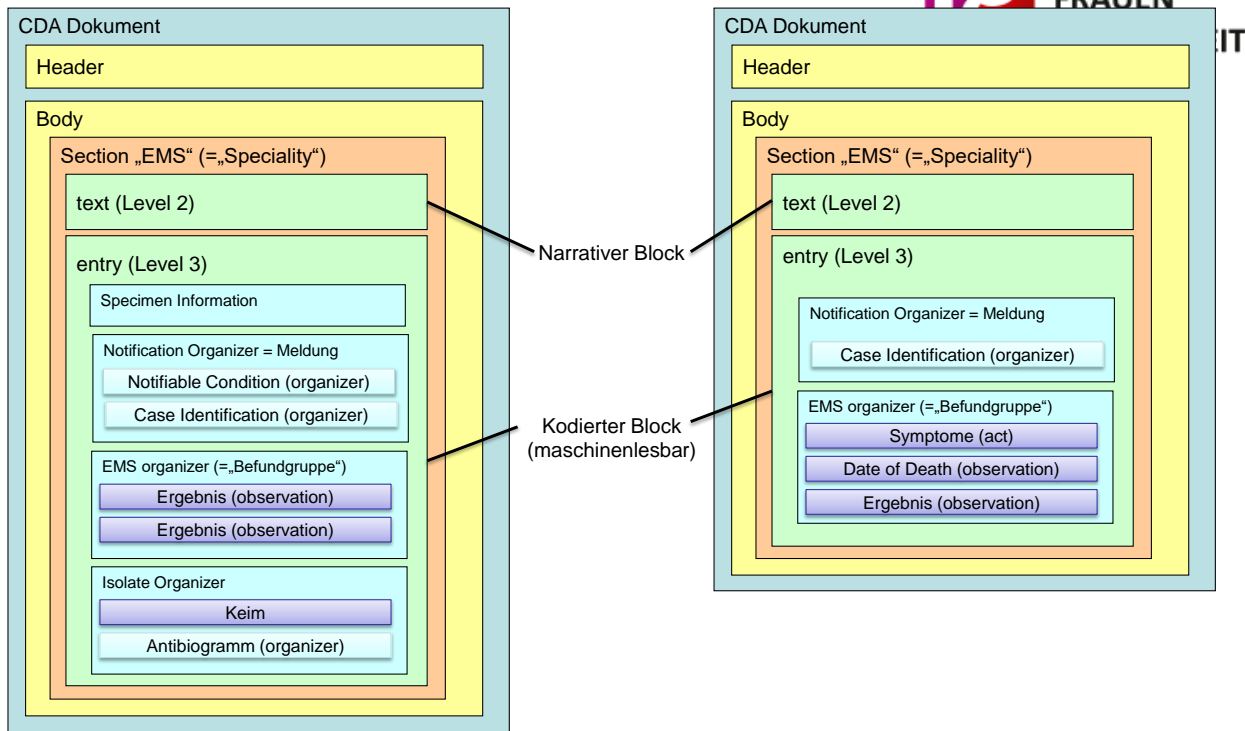 FRAUEN
EIT
CDA Dokument
Header
Body
Section „EMS“ (=„Speciality“)
text (Level 2)
entry (Level 3)
Specimen Information
Notification Organizer = Meldung
Notifiable Condition (organizer)
Case Identification (organizer)
EMS organizer (=„Befundgruppe“)
Ergebnis (observation)
Ergebnis (observation)
Isolate Organizer
Keim
Antibiogramm (organizer)
Narrativer Block
Kodierter Block
(maschinenlesbar)
CDA Dokument
Header
Body
Section „EMS“ (=„Speciality“)
text (Level 2)
entry (Level 3)
Notification Organizer = Meldung
Case Identification (organizer)
EMS organizer (=„Befundgruppe“)
Symptome (act)
Date of Death (observation)
Ergebnis (observation)